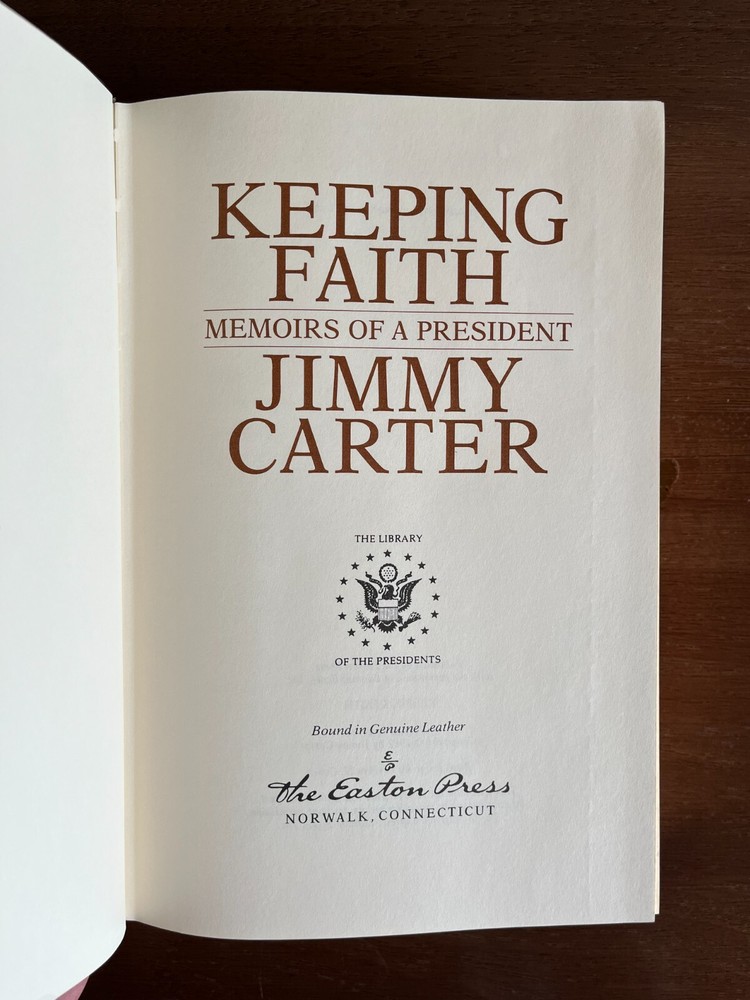 KEEPING
FAITH
MEMOIRS OF A PRESIDENT
JIMMY
CARTER
THE LIBRARY
OF THE PRESIDENTS
Bound in Genuine Leather
E
P
The Easton Press
NORWALK, CONNECTICUT